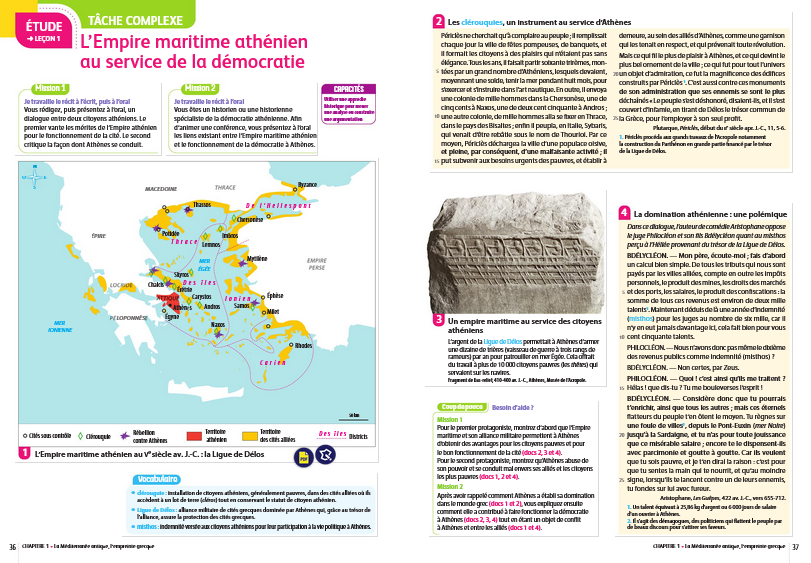 ÉTUDE
➔ LEÇON 1
TÂCHE COMPLEXE
L'Empire maritime athénien
au service de la démocratie
Mission 1
Je travaille le récit à l'écrit, puis à l'oral
Vous rédigez, puis présentez à l'oral, un
dialogue entre deux citoyens athéniens. Le
premier vante les mérites de l'Empire athénien
pour le fonctionnement de la cité. Le second
critique la façon dont Athènes se conduit.
Mission 2
Je travaille le récit à l'oral
Vous êtes un historien ou une historienne
spécialiste de la démocratie athénienne. Afin
d'animer une conférence, vous présentez à l'oral
les liens existant entre l'Empire maritime athénien
et le fonctionnement de la démocratie à Athènes.
CAPACITÉS
Utiliser une approche
historique pour mener
une analyse ou construire
une argumentation
MACEDOINE
THRACE
Byzance
Thassos
De l'Hellespont
Chersonèse
Potidée
Imbros
Thrace
Lemnos
ÉPIRE
MER
ÉGÉE
Mytilène
EMPIRE
PERSE
Skyros
LOCRIDE
Des îles
Chalcis
Érétrie
ATTIQUE
Carystos
Ionien
Éphèse
Athènes
Andros
Samos
Égine
Milet
PÉLOPONNÈSE
MER
IONIENNE
Naxos
Rhodes
Carien
50 km
Cités sous contrôle
Clérouquie
Rébellion
contre Athènes
Territoire
athénien
Territoire
des cités alliées
Des îles
Districts
1 L'Empire maritime athénien au Ve siècle av. J.-C. : la Ligue de Délos
PDF
Vocabulaire
• clérouquie : installation de citoyens athéniens, généralement pauvres, dans des cités alliées où ils
accèdent à un lot de terre (cléros) tout en conservant le statut de citoyen athénien.
• Ligue de Délos : alliance militaire de cités grecques dominée par Athènes qui, grâce au trésor de
l'alliance, assure la protection des cités grecques.
• misthos : indemnité versée aux citoyens athéniens pour leur participation à la vie politique à Athènes.
36 CHAPITRE 1 • La Méditerranée antique, l'empreinte grecque
2 Les clérouquies, un instrument au service d'Athènes
Périclès ne cherchait qu'à complaire au peuple ; il remplissait
chaque jour la ville de fêtes pompeuses, de banquets, et
il formait les citoyens à des plaisirs qui n'étaient pas sans
élégance. Tous les ans, il faisait partir soixante trirèmes, mon-
5 tées par un grand nombre d'Athéniens, lesquels devaient,
moyennant une solde, tenir la mer pendant huit mois, pour
s'exercer et s'instruire dans l'art nautique. En outre, il envoya
une colonie de mille hommes dans la Chersonèse, une de
cinq cents à Naxos, une de deux cent cinquante à Andros ;
10 une autre colonie, de mille hommes alla se fixer en Thrace,
dans le pays des Bisaltes ; enfin il peupla, en Italie, Sybaris,
qui venait d'être rebâtie sous le nom de Thourioi. Par ce
moyen, Périclès déchargea la ville d'une populace oisive,
et pleine, par conséquent, d'une malfaisante activité ; il
15 put subvenir aux besoins urgents des pauvres, et établir à
demeure, au sein des alliés d'Athènes, comme une garnison
qui les tenait en respect, et qui prévenait toute révolution.
Mais ce qui fit le plus de plaisir à Athènes, et ce qui devint le
plus bel ornement de la ville ; ce qui fut pour tout l'univers
20 un objet d'admiration, ce fut la magnificence des édifices
construits par Périclès1. C'est aussi contre ces monuments
de son administration que ses ennemis se sont le plus
déchaînés « Le peuple s'est déshonoré, disaient-ils, et il s'est
couvert d'infamie, en tirant de Délos le trésor commun de
25 la Grèce, pour l'employer à son seul profit.
Plutarque, Périclès, début du IIe siècle apr. J.-C., 11, 5-6.
1. Périclès procéda aux grands travaux de l'Acropole notamment
la construction du Parthénon en grande partie financé par le trésor
de la Ligue de Délos.
3 Un empire maritime au service des citoyens
athéniens
L'argent de la Ligue de Délos permettait à Athènes d'armer
une dizaine de trières (vaisseau de guerre à trois rangs de
rameurs) par an pour patrouiller en mer Égée. Cela offrait
du travail à plus de 10 000 citoyens pauvres (les thètes) qui
servaient sur les navires.
Fragment de bas-relief, 410-400 av. J.-C., Athènes, Musée de l'Acropole.
Coup de pouce
Besoin d'aide ?
Mission 1
Pour le premier protagoniste, montrez d'abord que l'Empire
maritime et son alliance militaire permettent à Athènes
d'obtenir des avantages pour les citoyens pauvres et pour
le bon fonctionnement de la cité (docs 2, 3 et 4).
Pour le second protagoniste, montrez qu'Athènes abuse de
son pouvoir et se conduit mal envers ses alliés et les citoyens
les plus pauvres (docs 1, 2 et 4).
Mission 2
Après avoir rappelé comment Athènes a établi sa domination
dans le monde grec (docs 1 et 2), vous expliquez ensuite
comment elle a contribué à faire fonctionner la démocratie
à Athènes (docs 2, 3, 4) tout en étant un objet de conflit
à Athènes et entre les alliés (docs 1 et 4).
4 La domination athénienne : une polémique
Dans ce dialogue, l'auteur de comédie Aristophane oppose
le juge Philocléon et son fils Bdélycléon quant au misthos
perçu à l'Héliée provenant du trésor de la Ligue de Délos.
BDÉLYCLÉON. — Mon père, écoute-moi ; fais d'abord
un calcul bien simple. De tous les tributs qui nous sont
payés par les villes alliées, compte en outre les impôts
personnels, le produit des mines, les droits des marchés
5 et des ports, les salaires, le produit des confiscations : la
somme de tous ces revenus est environ de deux mille
talents1. Maintenant déduis de là une année d'indemnité
(misthos) pour les juges au nombre de six mille, car il
n'y en eut jamais davantage ici, cela fait bien pour vous
10 cent cinquante talents.
PHILOCLÉON. — Nous n'avons donc pas même le dixième
des revenus publics comme indemnité (misthos) ?
BDÉLYCLÉON. — Non certes, par Zeus.
PHILOCLÉON. — Quoi ! c'est ainsi qu'ils me traitent ?
15 Hélas ! que dis-tu ? Tu me bouleverses l'esprit !
BDÉLYCLÉON. — Considère donc que tu pourrais
t'enrichir, ainsi que tous les autres ; mais ces éternels
flatteurs du peuple t'en ôtent le moyen. Tu règnes sur
une foule de villes2, depuis le Pont-Euxin (mer Noire)
20 jusqu'à la Sardaigne, et tu n'as pour toute jouissance
que ce misérable salaire ; encore te le dispensent-ils
avec parcimonie et goutte à goutte. Car ils veulent
que tu sois pauvre, et je t'en dirai la raison : c'est pour
que tu sentes la main qui te nourrit, et qu'au moindre
25 signe, lorsqu'ils te lancent contre un de leurs ennemis,
tu fondes sur lui avec fureur.
Aristophane, Les Guêpes, 422 av. J.-C., vers 655-712.
1. Un talent équivaut à 25,86 kg d'argent ou 6 000 jours de salaire
d'un ouvrier à Athènes.
2. Il s'agit des démagogues, des politiciens qui flattent le peuple par
de beaux discours pour s'attirer ses faveurs.
CHAPITRE 1 • La Méditerranée antique, l'empreinte grecque 37